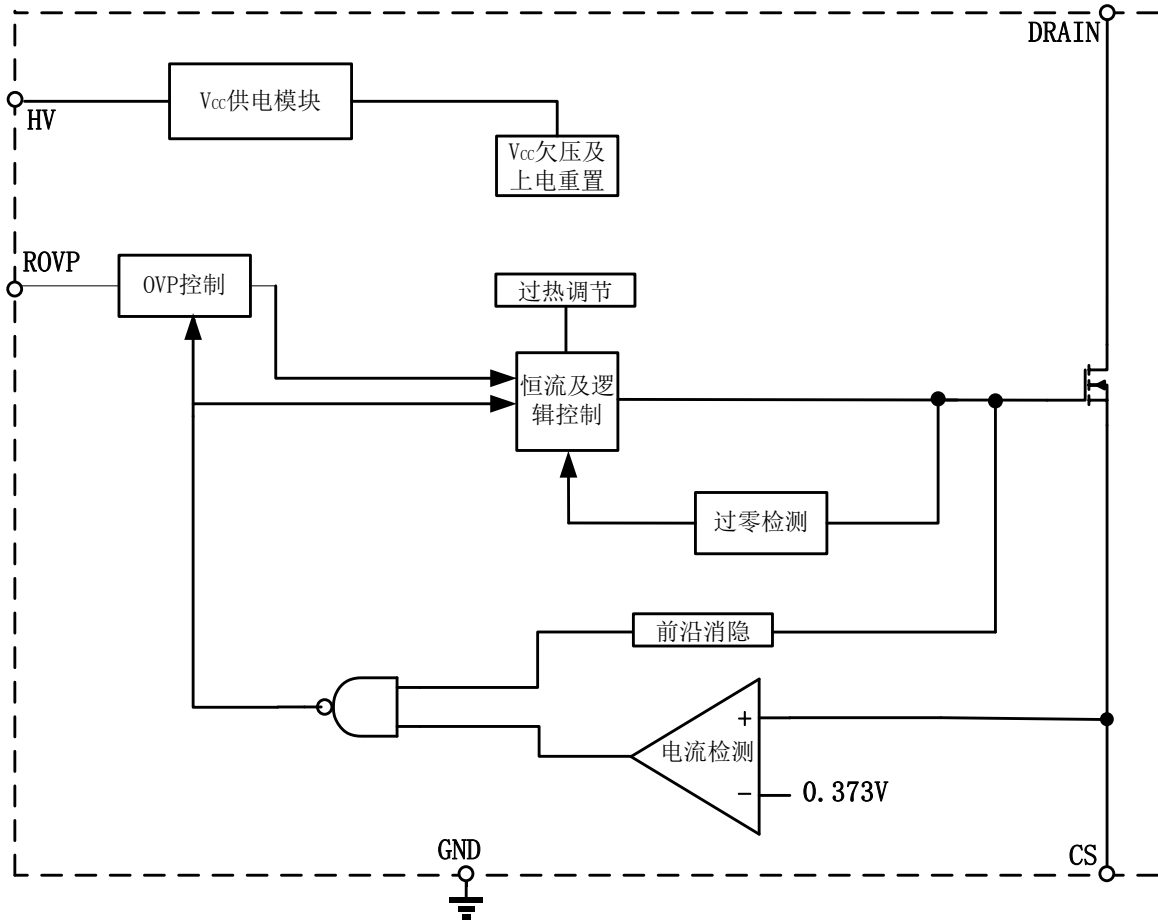 DRAIN
Vcc供电模块
HV
Vcc欠压及
上电重置
ROVP
OVP控制
过热调节
恒流及逻
辑控制
过零检测
前沿消隐
+
电流检测
-
0.373V
GND
CS